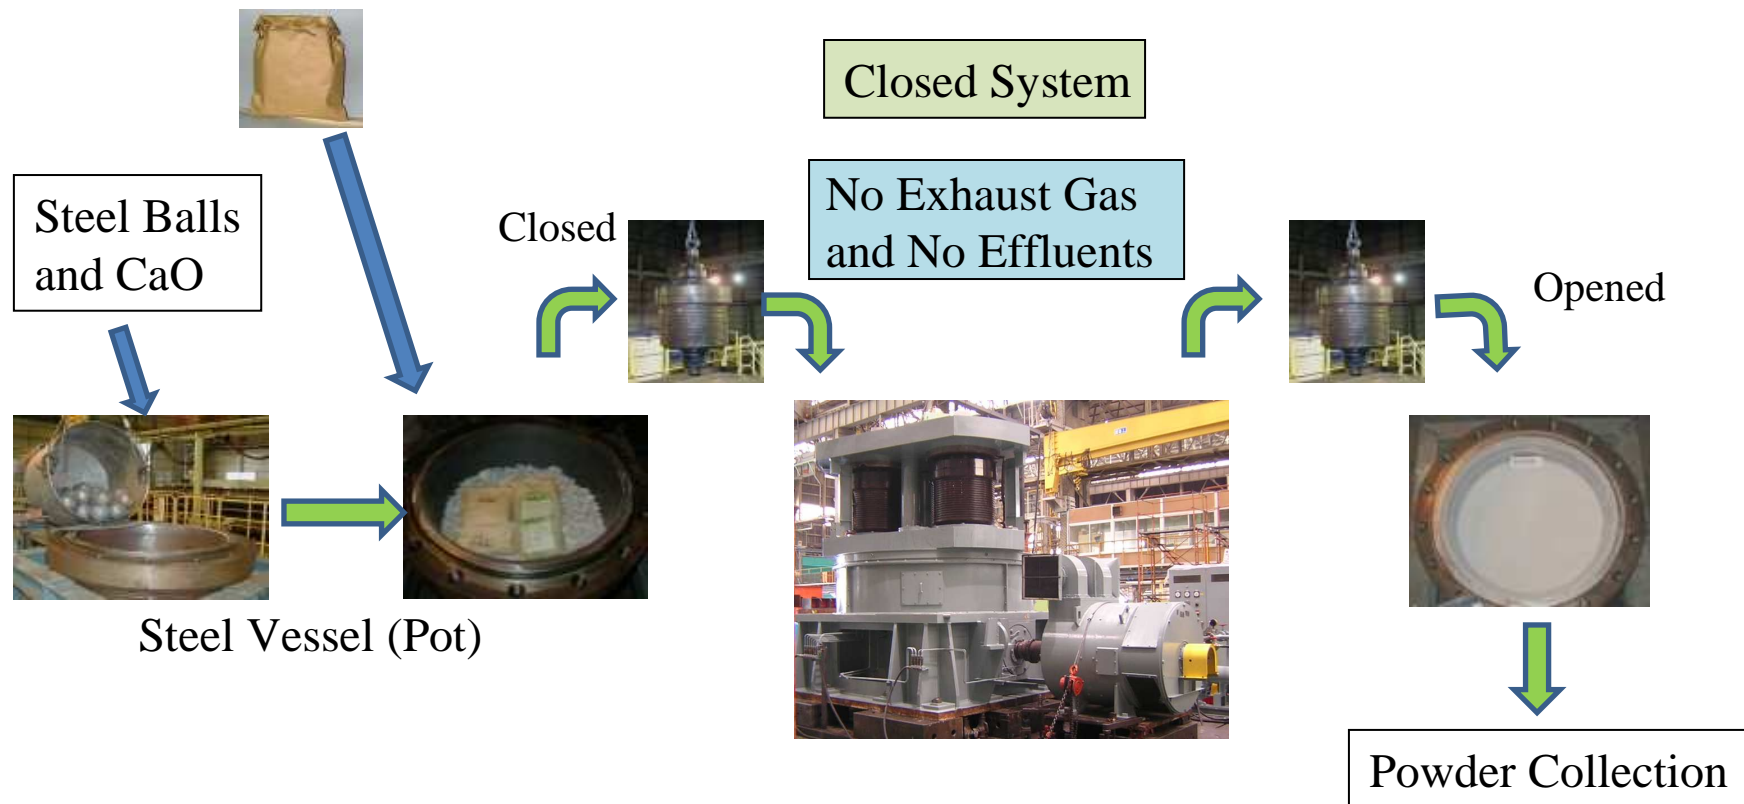 Closed System
Steel Balls
and CaO
Closed
No Exhaust Gas
and No Effluents
Opened
Steel Vessel (Pot)
Powder Collection